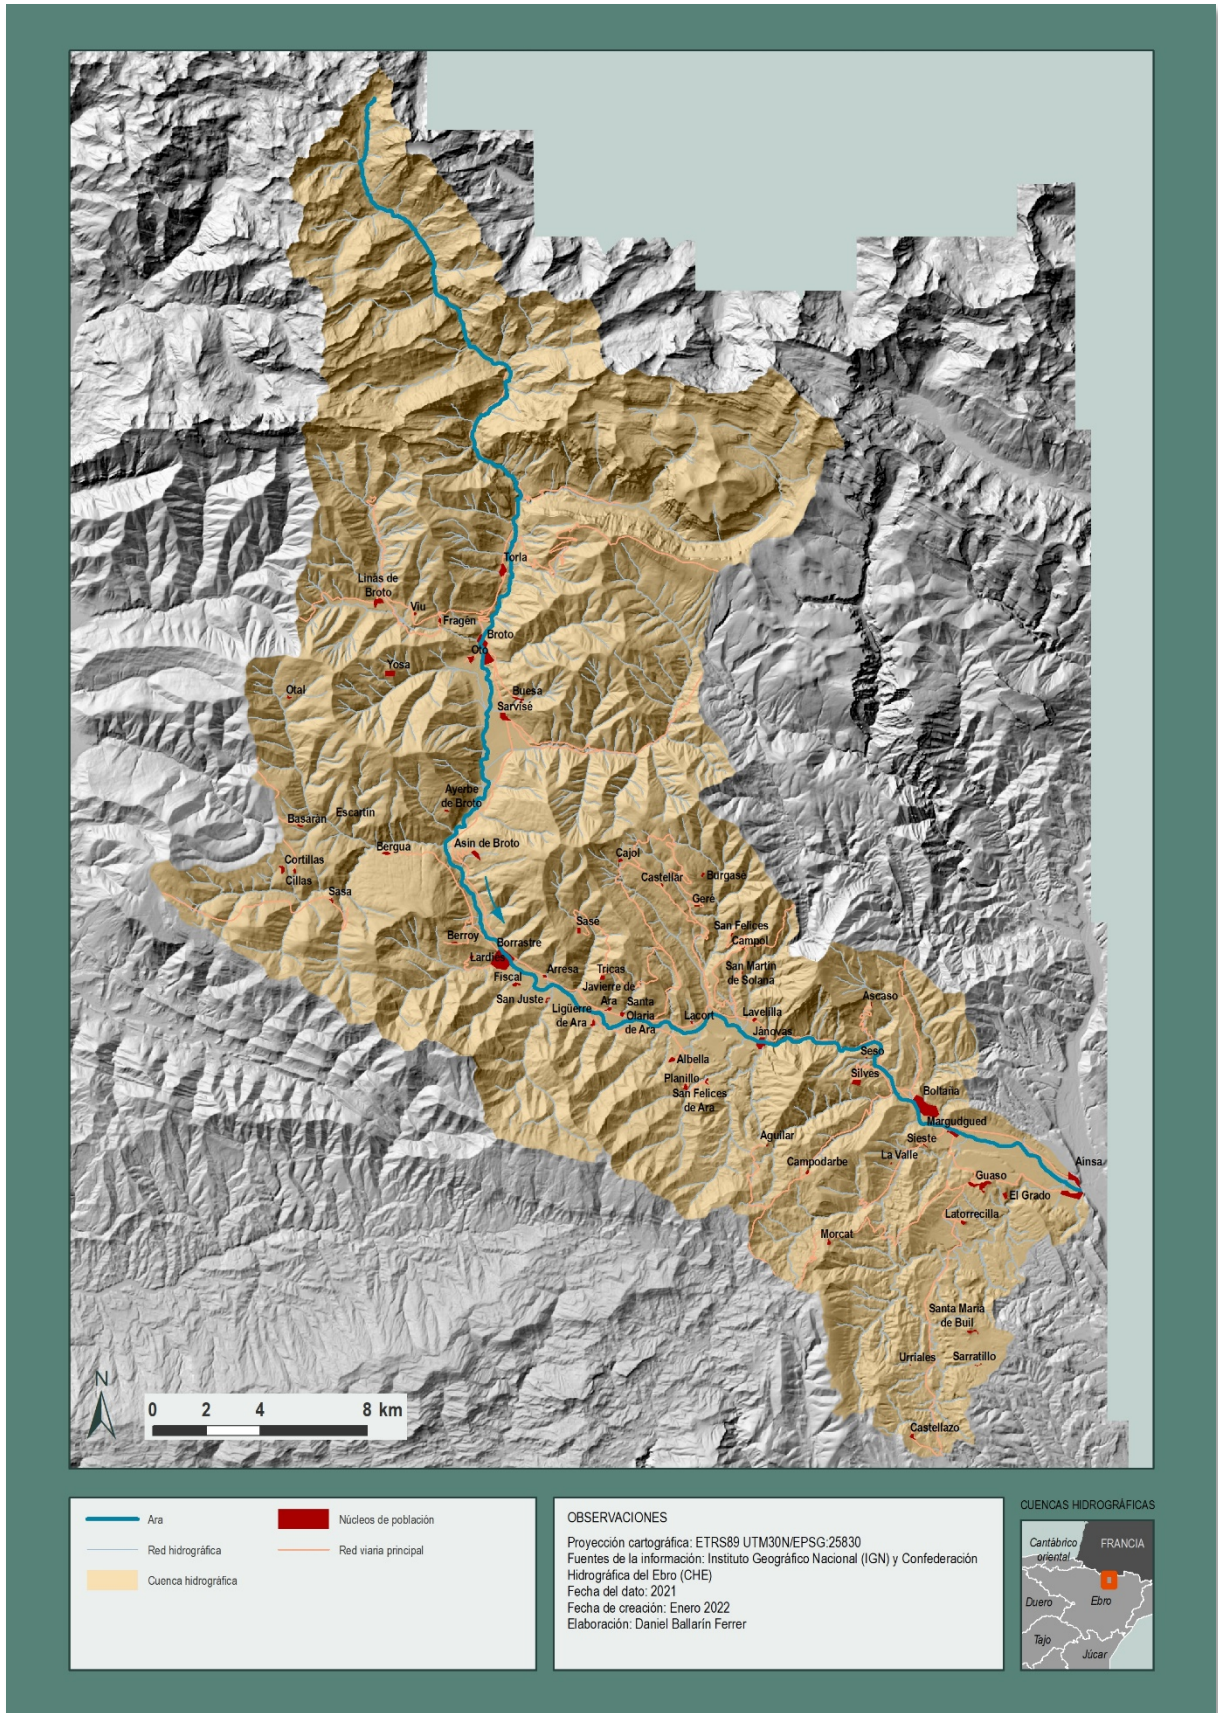 Torla
Linás de
Broto
Viu
Fragén
Broto
Oto
Yosa
Otal
Buesa
Sarvisé
Ayerbe
de Broto
Escartín
Basarán
Bergua
Asín de Broto
Cortillas
Cillas
Sasa
Cajol
Castellar
Burgasé
Geré
Sasé
San Felices
Campol
Berroy
Borrastre
Lardiés
Fiscal
Arresa
Tricas
San Martín
de Solana
San Juste
Javierre de
Ara
Ligüerre
de Ara
Santa
Olaria
de Ara
Lacort
Lavelilla
Ascaso
Jánovas
Seso
Albella
Planillo
San Felices
de Ara
Silves
Boltaña
Margudgued
Sieste
La Valle
Aguilar
Campodarbe
Ainsa
Guaso
El Grado
Latorrecilla
Morcat
Santa María
de Buil
Urriales
Sarratillo
Castellazo
N
0 2 4 8 km
Ara
Núcleos de población
Red hidrográfica
Red viaria principal
Cuenca hidrográfica
OBSERVACIONES
Proyección cartográfica: ETRS89 UTM30N/EPSG:25830
Fuentes de la información: Instituto Geográfico Nacional (IGN) y Confederación
Hidrográfica del Ebro (CHE)
Fecha del dato: 2021
Fecha de creación: Enero 2022
Elaboración: Daniel Ballarín Ferrer
CUENCAS HIDROGRÁFICAS
Cantábrico
oriental
FRANCIA
Duero
Ebro
Tajo
Júcar